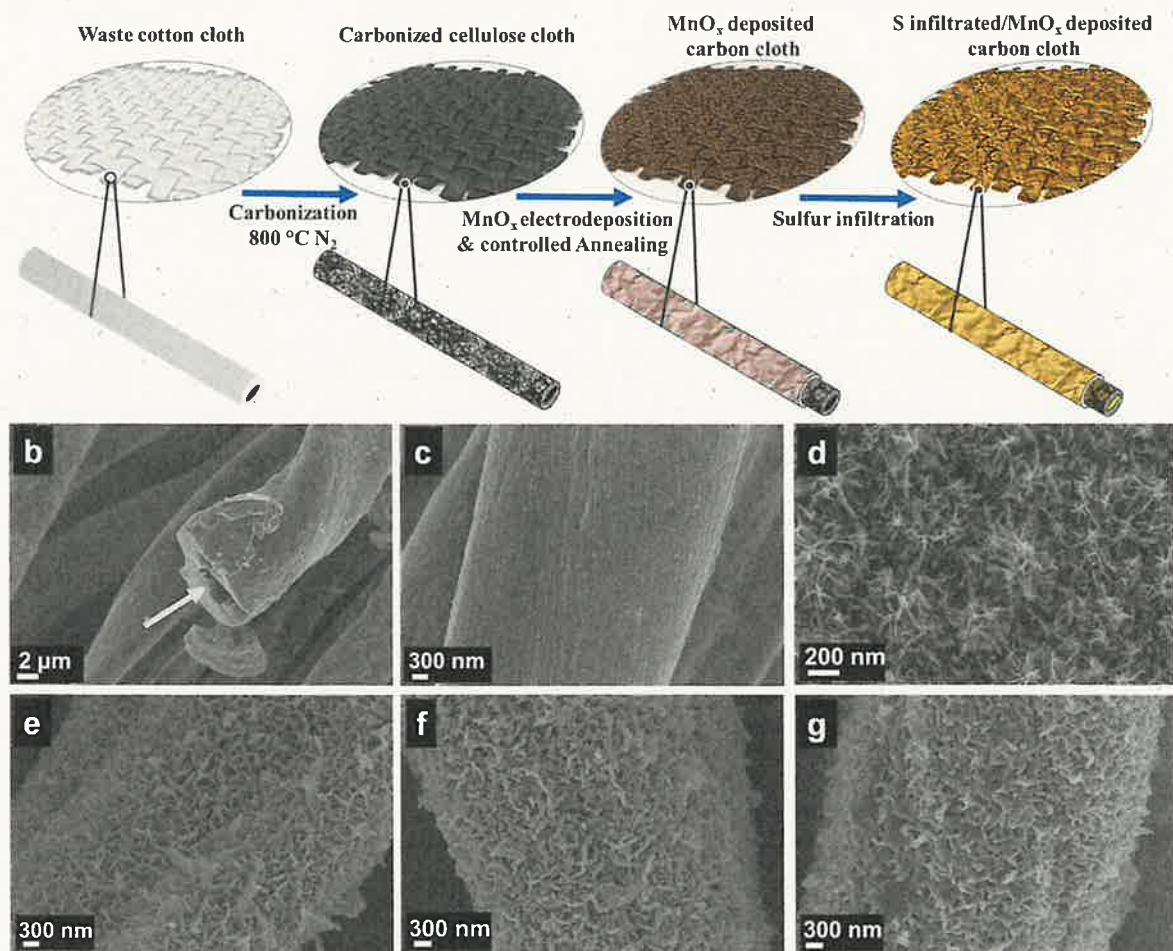 Waste cotton cloth
Carbonized cellulose cloth
MnOₓ deposited
carbon cloth
S infiltrated/MnOₓ deposited
carbon cloth
Carbonization
800 °C N₂
MnOₓ electrodeposition
& controlled Annealing
Sulfur infiltration
b
2 µm
c
300 nm
d
200 nm
e
300 nm
f
300 nm
g
300 nm